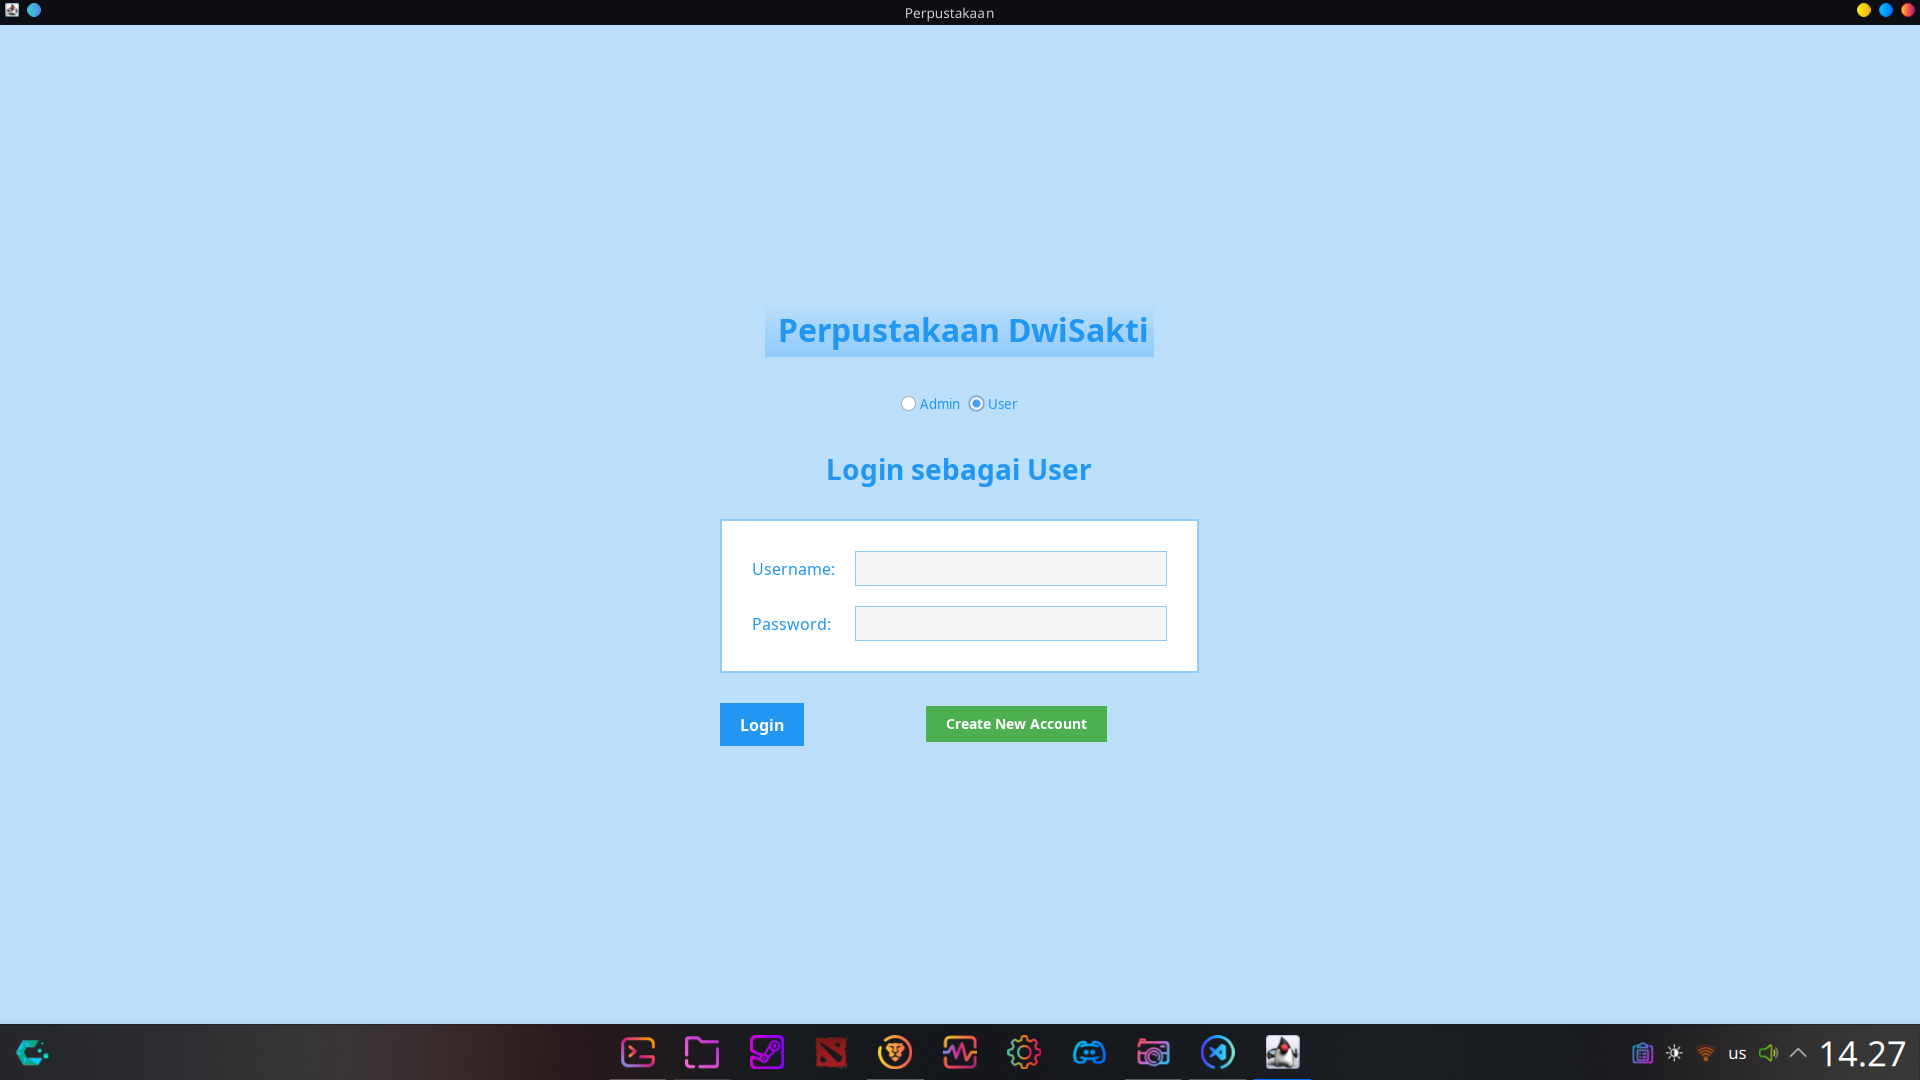 Perpustakaan
Perpustakaan DwiSakti
Admin User
Login sebagai User
Username:
Password:
Login Create New Account
us 14.27